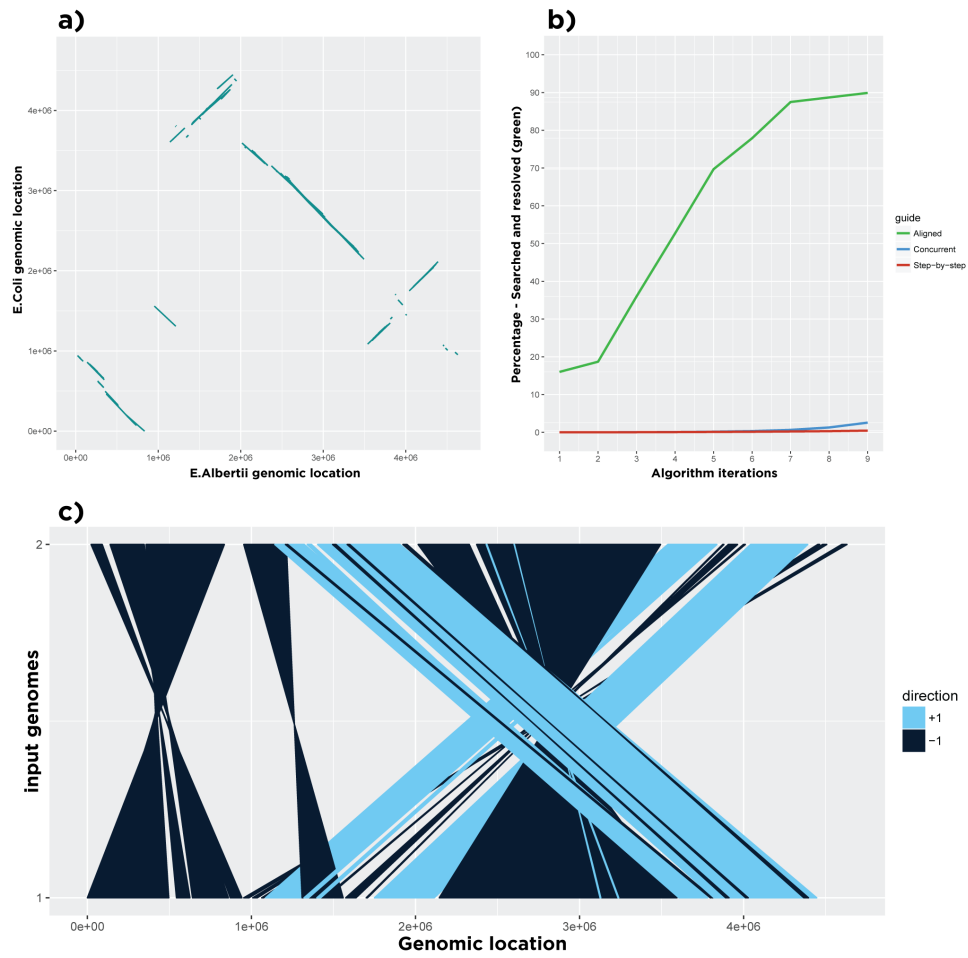 a)
E.Coli genomic location
4e+06
3e+06
2e+06
1e+06
0e+00
0e+00 1e+06 2e+06 3e+06 4e+06
E.Albertii genomic location
b)
Percentage - Searched and resolved (green)
100
90
80
70
60
50
40
30
20
10
0
1 2 3 4 5 6 7 8 9
Algorithm iterations
guide
Aligned
Concurrent
Step-by-step
c)
input genomes
2
1
0e+00 1e+06 2e+06 3e+06 4e+06
Genomic location
direction
+1
−1